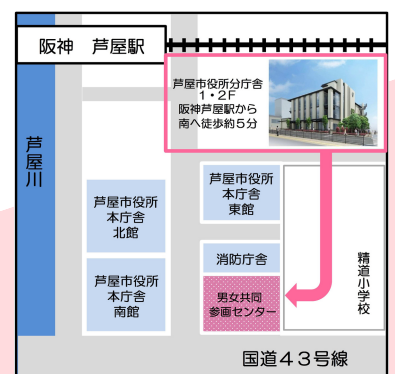 阪神 芦屋駅
芦屋市役所分庁舎
1・2F
阪神芦屋駅から
南へ徒歩約5分
芦屋川
芦屋市役所
本庁舎
北館
芦屋市役所
本庁舎
東館
芦屋市役所
本庁舎
南館
消防庁舎
男女共同
参画センター
精道小学校
国道43号線